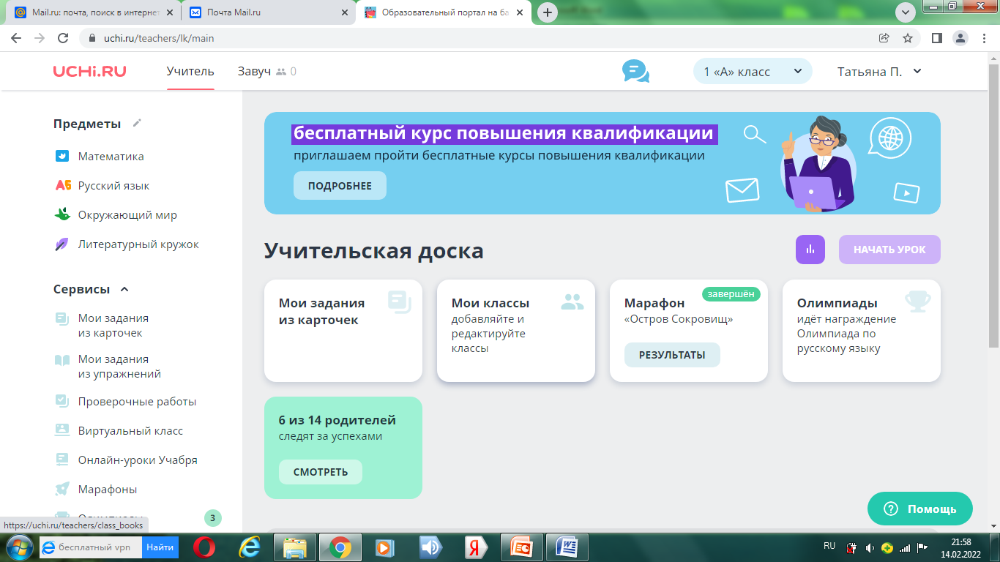 Mail.ru: почта, поиск в интернет
Почта Mail.ru
Образовательный портал на ба
uchi.ru/teachers/lk/main
UCHi.RU
Учитель
Завуч 0
1 «А» класс
Татьяна П.
Предметы
Математика
Русский язык
Окружающий мир
Литературный кружок
Сервисы
Мои задания
из карточек
Мои задания
из упражнений
Проверочные работы
Виртуальный класс
Онлайн-уроки Учабря
Марафоны
Олимпиады
3
бесплатный курс повышения квалификации
приглашаем пройти бесплатные курсы повышения квалификации
ПОДРОБНЕЕ
Учительская доска
НАЧАТЬ УРОК
Мои задания
из карточек
Мои классы
добавляйте и
редактируйте
классы
завершён
Марафон
«Остров Сокровищ»
РЕЗУЛЬТАТЫ
Олимпиады
идёт награждение
Олимпиада по
русскому языку
6 из 14 родителей
следят за успехами
СМОТРЕТЬ
Помощь
https://uchi.ru/teachers/class_books
бесплатный vpn
Найти
RU
21:58
14.02.2022